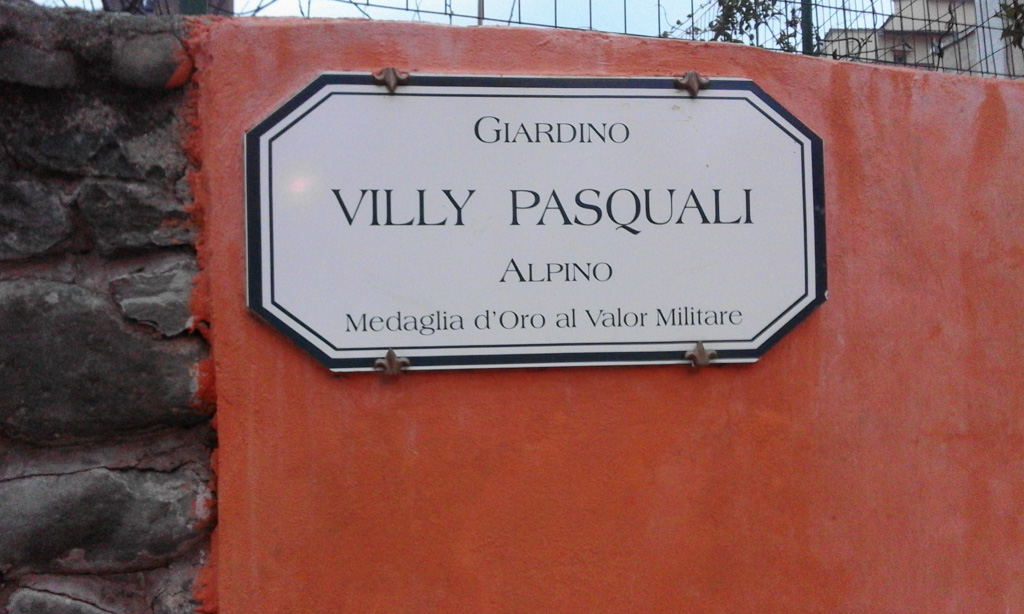 GIARDINO
VILLY PASQUALI
ALPINO
Medaglia d'Oro al Valor Militare